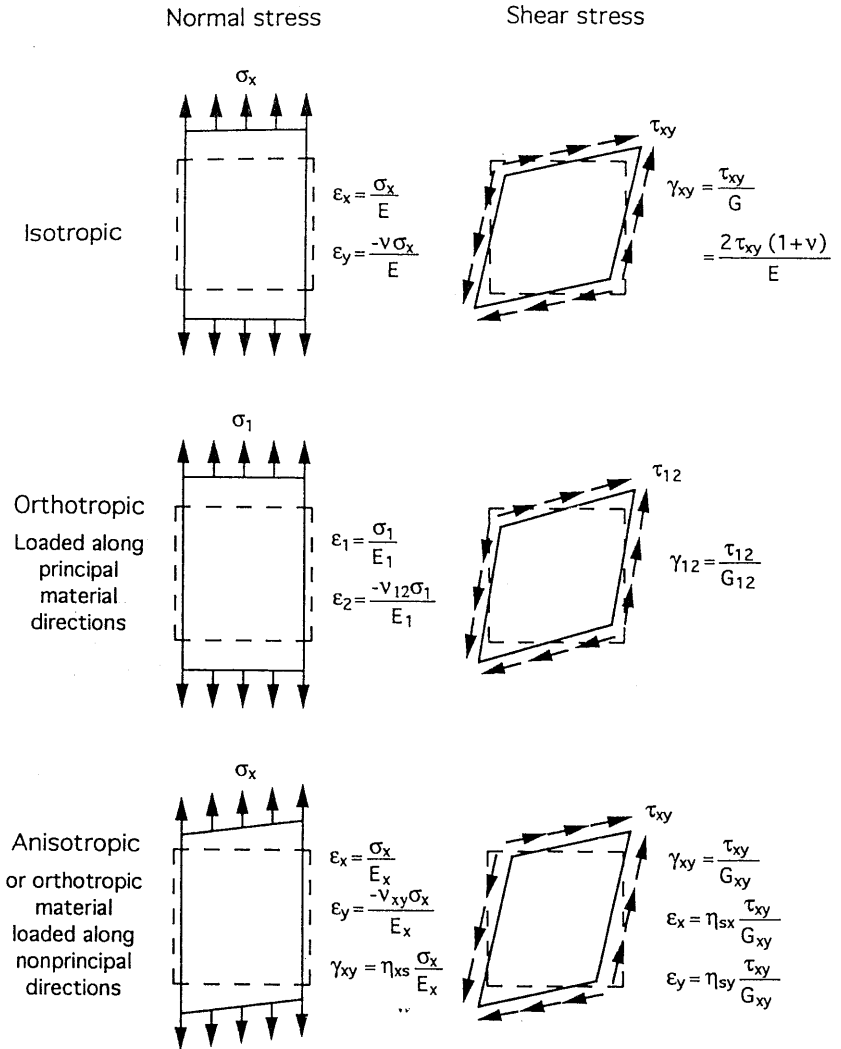 Normal stress
Shear stress
Isotropic
σx
εx = σx / E
εy = -νσx / E
τxy
γxy = τxy / G
= 2τxy (1+ν) / E
Orthotropic
Loaded along
principal
material
directions
σ1
ε1 = σ1 / E1
ε2 = -ν12σ1 / E1
τ12
γ12 = τ12 / G12
Anisotropic
or orthotropic
material
loaded along
nonprincipal
directions
σx
εx = σx / Ex
εy = -νxyσx / Ex
γxy = ηxs σx / Ex
τxy
γxy = τxy / Gxy
εx = ηsx τxy / Gxy
εy = ηsy τxy / Gxy